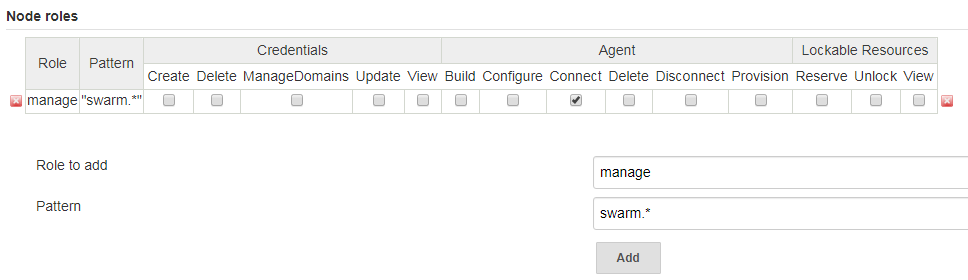 Node roles
Credentials Agent Lockable Resources
Role Pattern
Create Delete ManageDomains Update View Build Configure Connect Delete Disconnect Provision Reserve Unlock View
manage "swarm.*"
Role to add manage
Pattern swarm.*
Add